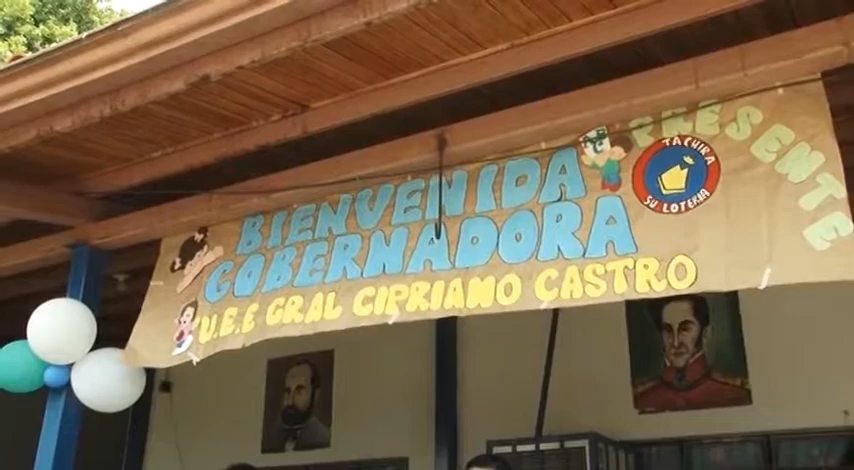 BIENVENIDA
GOBERNADORA
U.E.E GRAL CIPRIANO CASTRO
PRESENTE
TACHIRA
SU LOTERIA